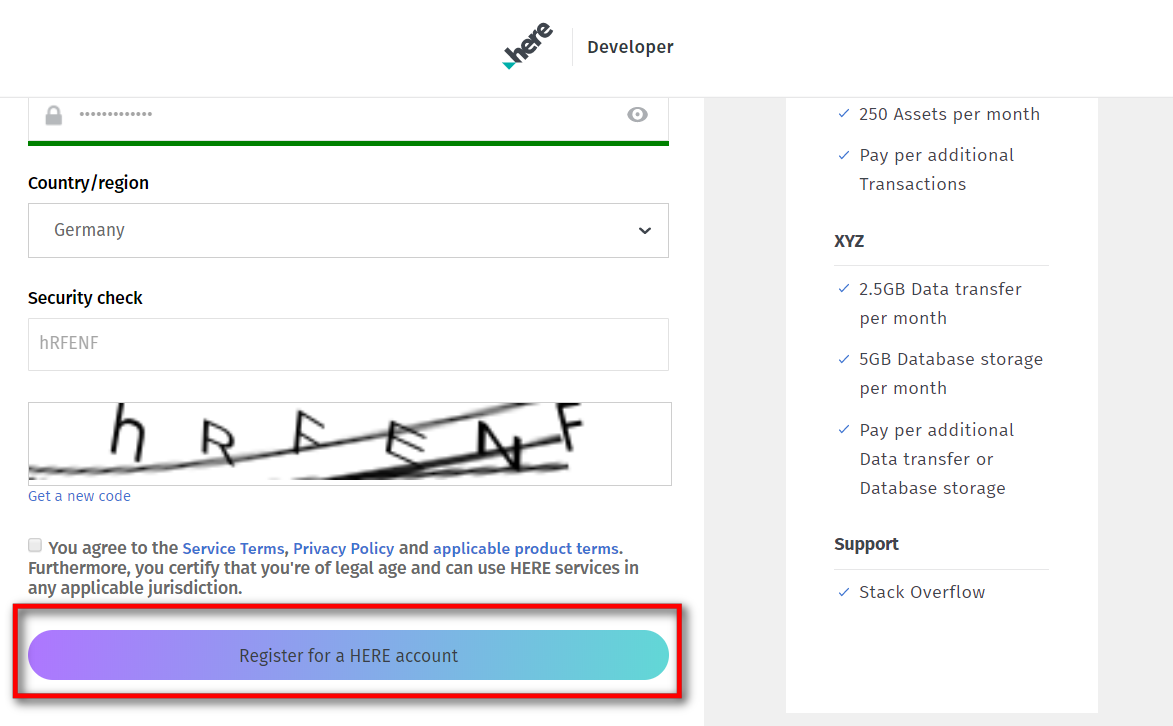 here
Developer
Country/region
Germany
Security check
hRFENF
h R F E N F
Get a new code
You agree to the Service Terms, Privacy Policy and applicable product terms.
Furthermore, you certify that you're of legal age and can use HERE services in
any applicable jurisdiction.
Register for a HERE account
250 Assets per month
Pay per additional
Transactions
XYZ
2.5GB Data transfer
per month
5GB Database storage
per month
Pay per additional
Data transfer or
Database storage
Support
Stack Overflow